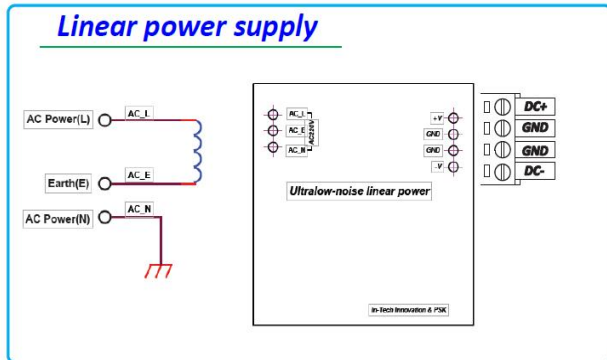 Linear power supply
AC Power(L)
AC_L
Earth(E)
AC_E
AC Power(N)
AC_N
AC_L
AC_E
AC_N
AC220V
+V
GND
GND
-V
Ultralow-noise linear power
In-Tech Innovation & PSK
DC+
GND
GND
DC-